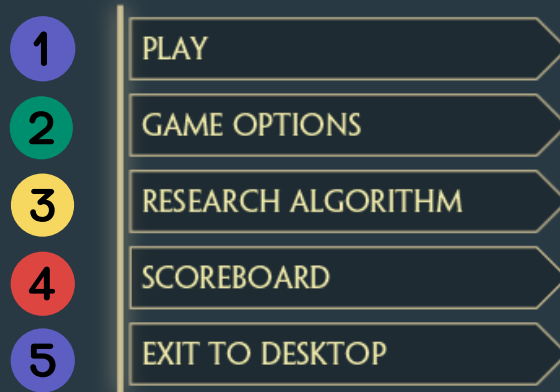 1 PLAY
2 GAME OPTIONS
3 RESEARCH ALGORITHM
4 SCOREBOARD
5 EXIT TO DESKTOP